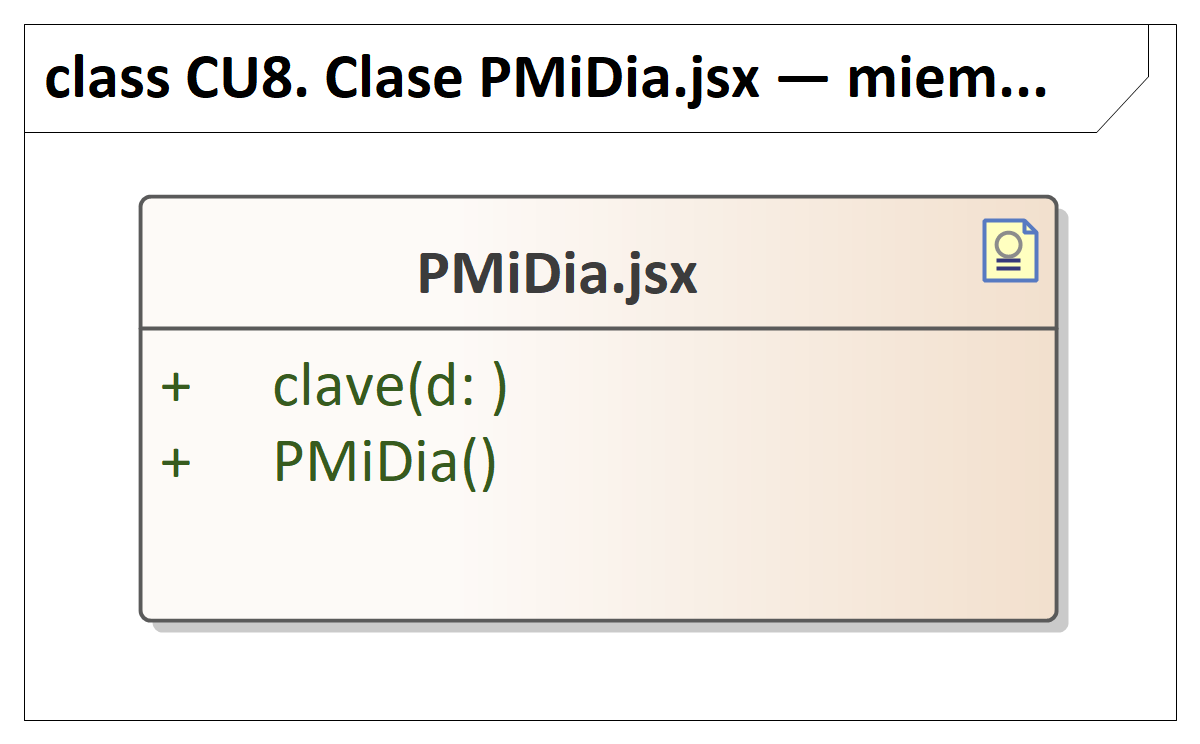 class CU8. Clase PMiDia.jsx — miem...
PMiDia.jsx
+ clave(d: )
+ PMiDia()